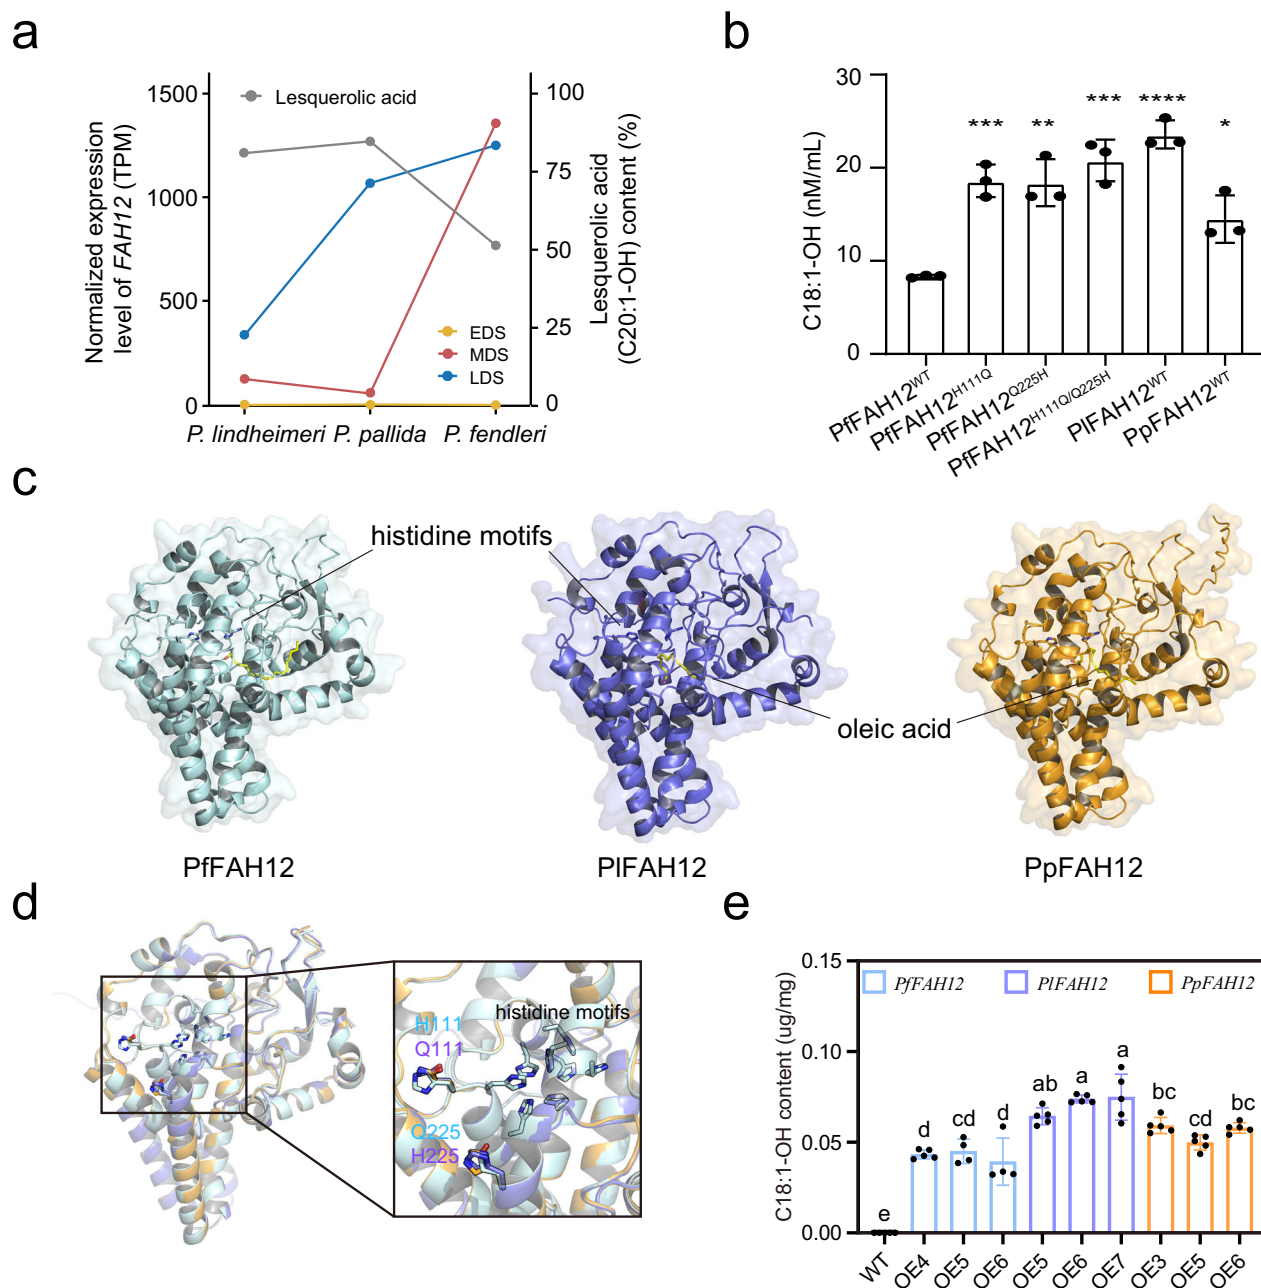 a
Normalized expression
level of FAH12 (TPM)
1500
1000
500
0
Lesquerolic acid
EDS
MDS
LDS
100
75
50
25
0
Lesquerolic acid
(C20:1-OH) content (%)
P. lindheimeri
P. pallida
P. fendleri
b
C18:1-OH (nM/mL)
30
20
10
0
***
**
***
****
*
PfFAH12WT
PfFAH12H111Q
PfFAH12Q225H
PfFAH12H111Q/Q225H
PlFAH12WT
PpFAH12WT
c
histidine motifs
oleic acid
PfFAH12
PlFAH12
PpFAH12
d
histidine motifs
H111
Q111
Q225
H225
e
C18:1-OH content (ug/mg)
0.15
0.10
0.05
0.00
PfFAH12
PlFAH12
PpFAH12
e
d
cd
d
ab
a
a
bc
cd
bc
WT
OE4
OE5
OE6
OE5
OE6
OE7
OE3
OE5
OE6